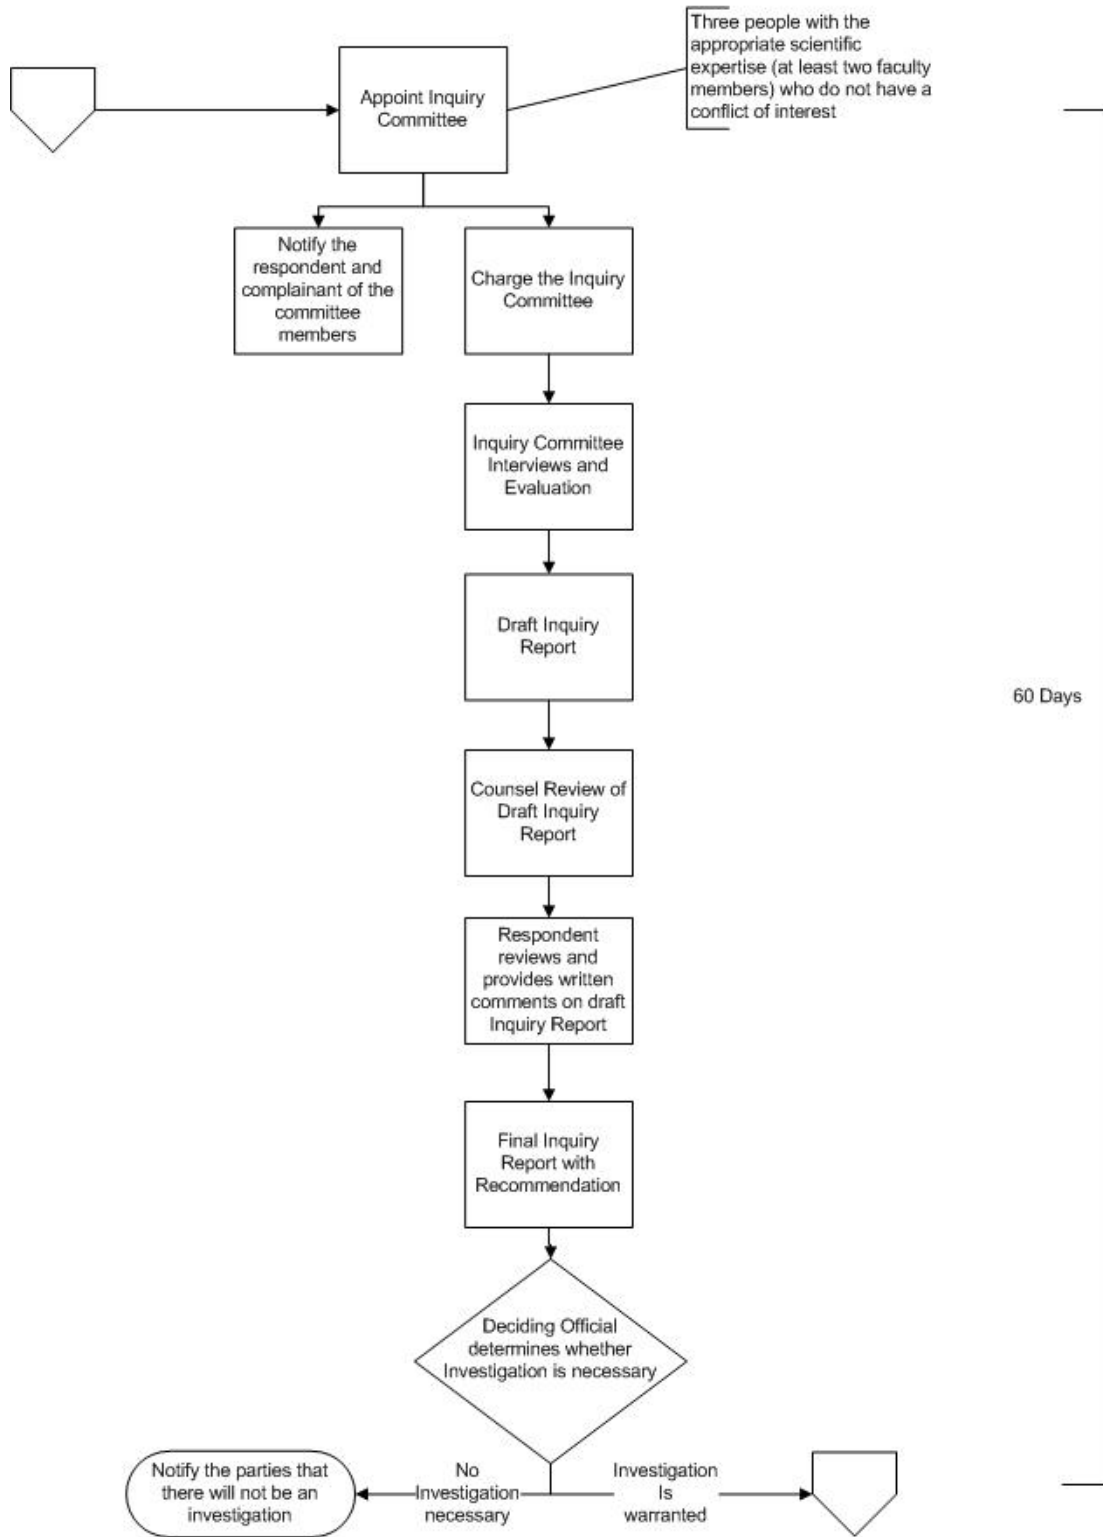 Three people with the
appropriate scientific
expertise (at least two faculty
members) who do not have a
conflict of interest
Appoint Inquiry
Committee
Notify the
respondent and
complainant of the
committee
members
Charge the Inquiry
Committee
Inquiry Committee
Interviews and
Evaluation
Draft Inquiry
Report
60 Days
Counsel Review of
Draft Inquiry
Report
Respondent
reviews and
provides written
comments on draft
Inquiry Report
Final Inquiry
Report with
Recommendation
Deciding Official
determines whether
Investigation is necessary
Notify the parties that
there will not be an
investigation
No
Investigation
necessary
Investigation
Is
warranted